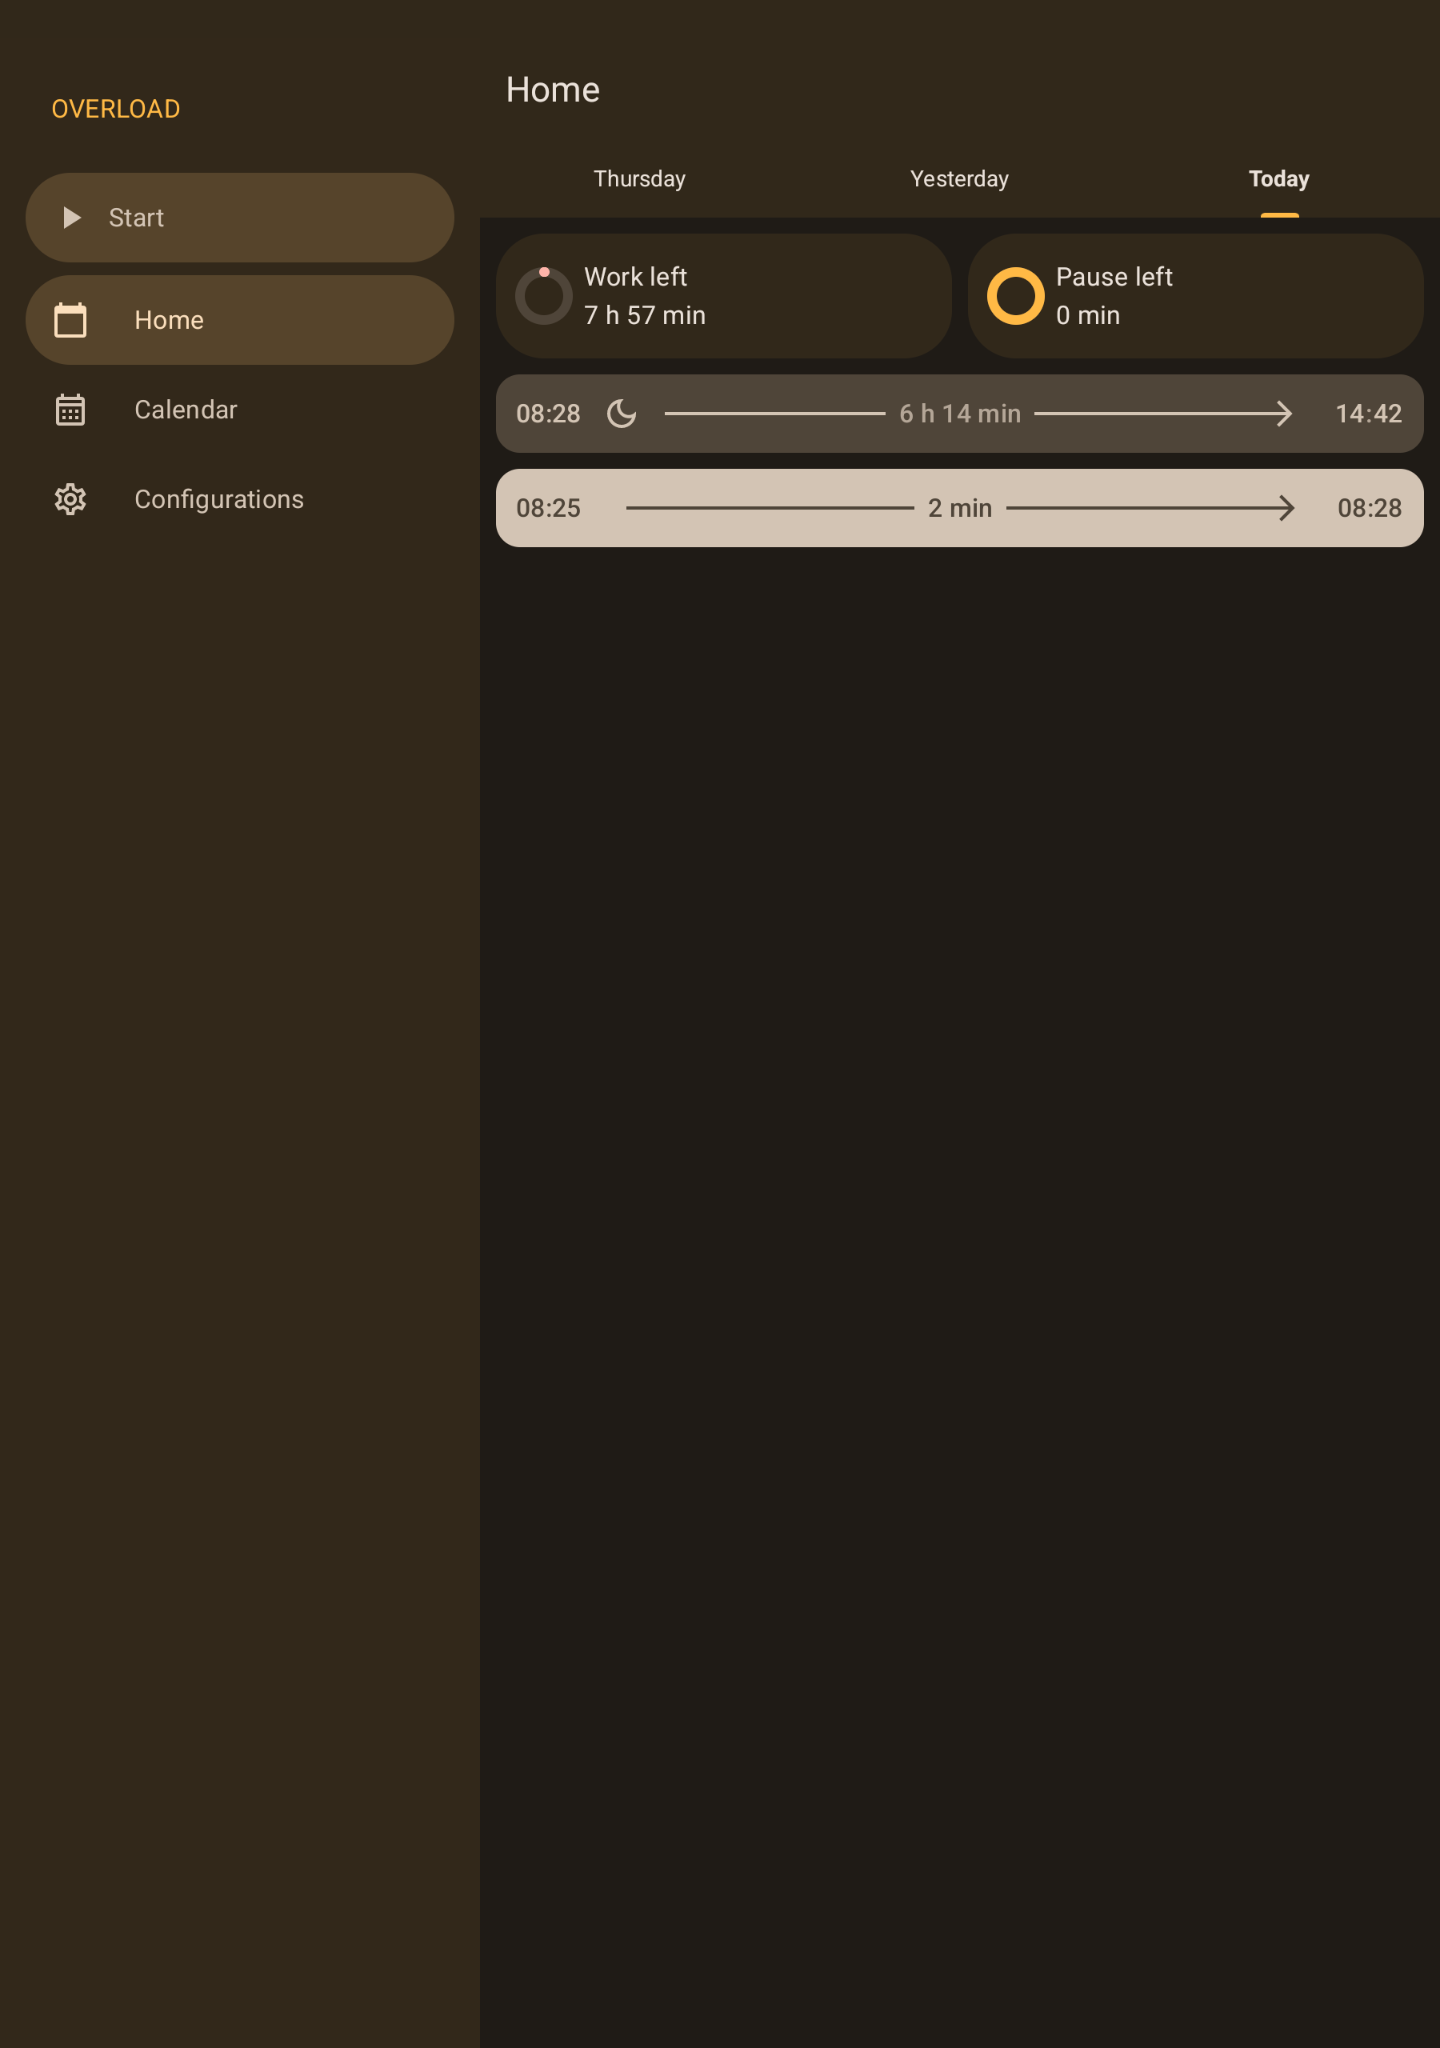 OVERLOAD
Start
Home
Calendar
Configurations
Home
Thursday
Yesterday
Today
Work left
7 h 57 min
Pause left
0 min
08:28 6 h 14 min 14:42
08:25 2 min 08:28